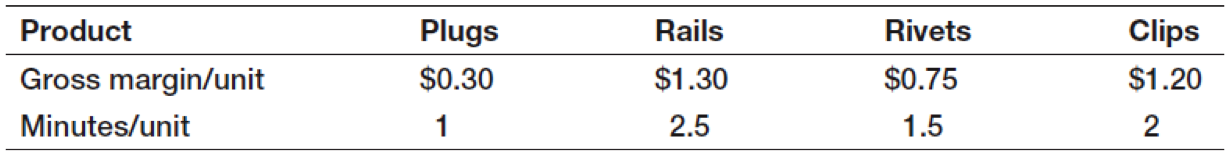 Product Plugs Rails Rivets Clips
Gross margin/unit $0.30 $1.30 $0.75 $1.20
Minutes/unit 1 2.5 1.5 2